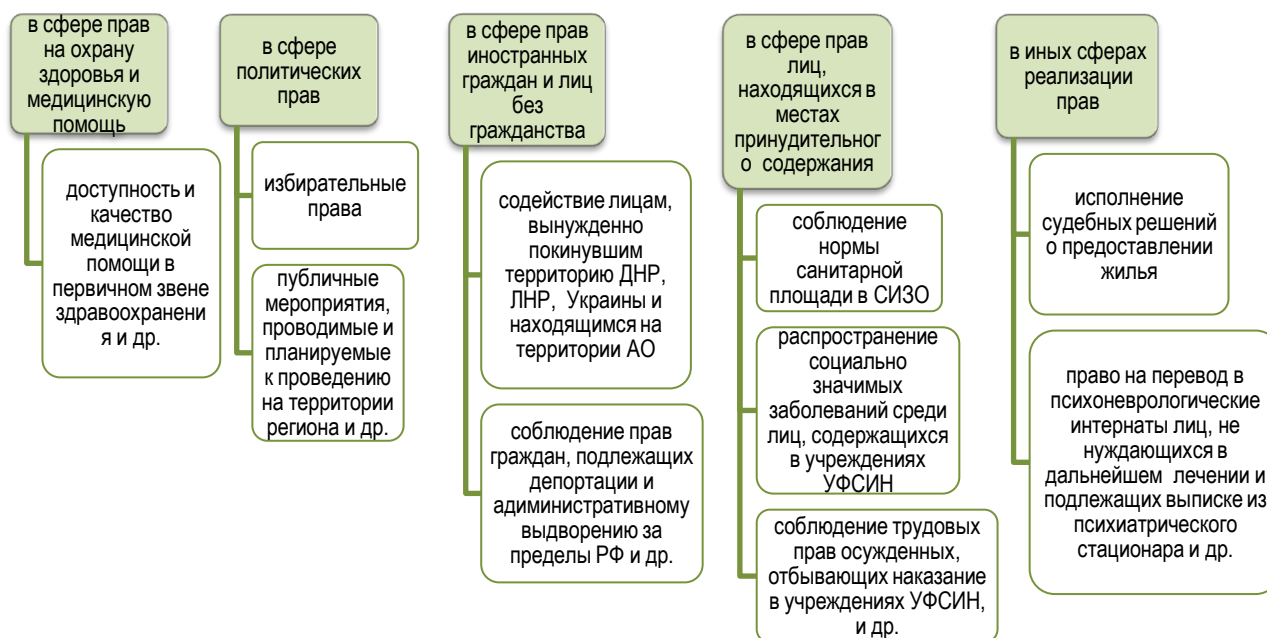 в сфере прав
на охрану
здоровья и
медицинскую
помощь
доступность и
качество
медицинской
помощи в
первичном звене
здравоохранени
я и др.
в сфере
политических
прав
избирательные
права
публичные
мероприятия,
проводимые и
планируемые
к проведению
на территории
региона и др.
в сфере прав
иностранных
граждан и лиц
без
гражданства
содействие лицам,
вынужденно
покинувшим
территорию ДНР,
ЛНР, Украины и
находящимся на
территории АО
соблюдение прав
граждан, подлежащих
депортации и
адиминистративному
выдворению за
пределы РФ и др.
в сфере прав
лиц,
находящихся в
местах
принудительног
о содержания
соблюдение
нормы
санитарной
площади в СИЗО
распространение
социально
значимых
заболеваний среди
лиц, содержащихся
в учреждениях
УФСИН
соблюдение трудовых
прав осужденных,
отбывающих наказание
в учреждениях УФСИН,
и др.
в иных сферах
реализации
прав
исполнение
судебных решений
о предоставлении
жилья
право на перевод в
психоневрологические
интернаты лиц, не
нуждающихся в
дальнейшем лечении и
подлежащих выписке из
психиатрического
стационара и др.